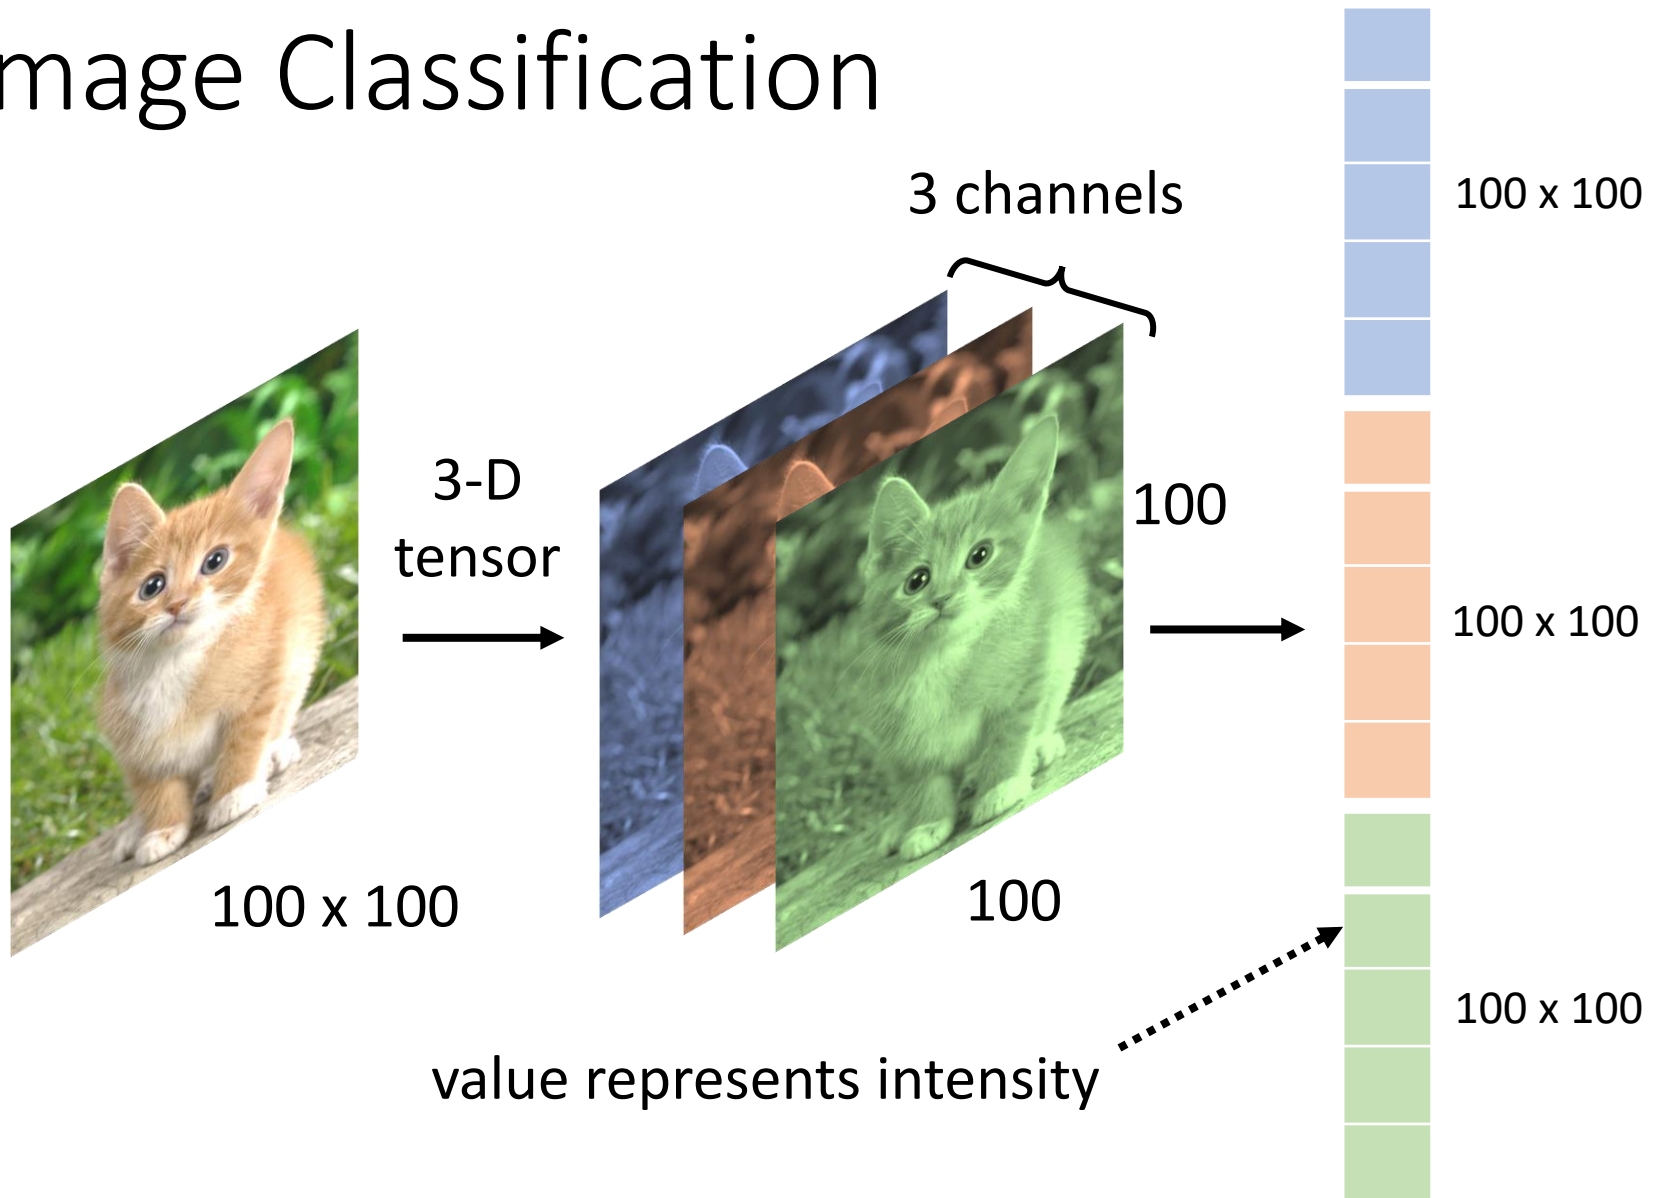 mage Classification
3 channels
100 x 100
3-D
tensor
100
100 x 100
100 x 100
100
100 x 100
value represents intensity